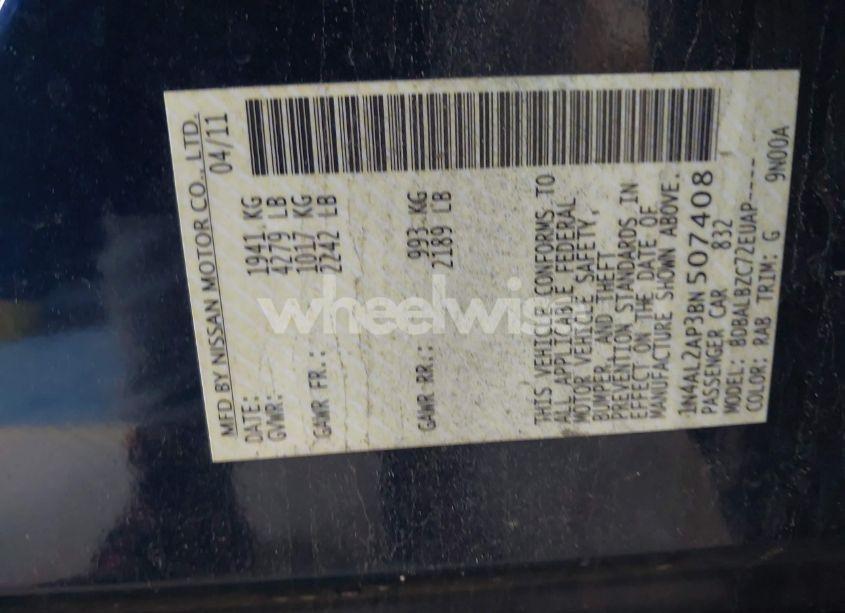 MFD BY NISSAN MOTOR CO., LTD.
DATE: 04/11
GVWR: 1941 KG
4279 LB
GAWR FR.: 1017 KG
2242 LB
GAWR RR.: 993 KG
2189 LB
THIS VEHICLE CONFORMS TO
ALL APPLICABLE FEDERAL
MOTOR VEHICLE SAFETY,
BUMPER, AND THEFT
PREVENTION STANDARDS IN
EFFECT ON THE DATE OF
MANUFACTURE SHOWN ABOVE.
1N4AL2AP3BN507408
PASSENGER CAR 832
MODEL: BDBALBZC72EUAP-----
COLOR: RAB TRIM: G 9N00A
wheelwise